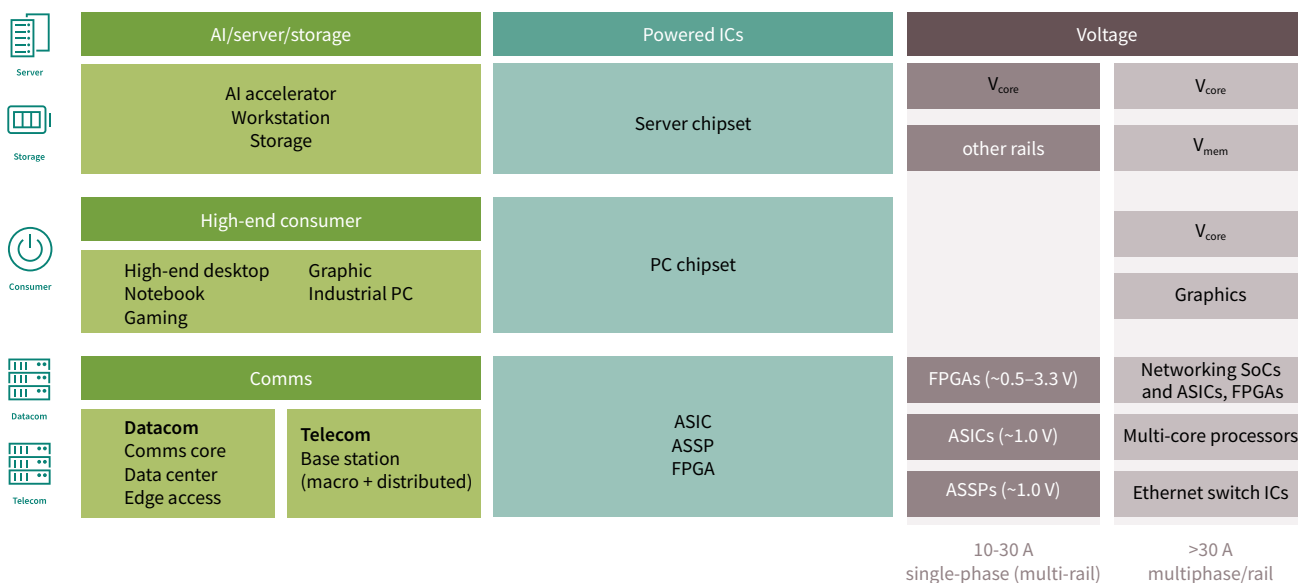 Server
Storage
Consumer
Datacom
Telecom
AI/server/storage
AI accelerator
Workstation
Storage
High-end consumer
High-end desktop
Notebook
Gaming
Graphic
Industrial PC
Comms
Datacom
Comms core
Data center
Edge access
Telecom
Base station
(macro + distributed)
Powered ICs
Server chipset
PC chipset
ASIC
ASSP
FPGA
Voltage
Vcore
other rails
FPGAs (~0.5–3.3 V)
ASICs (~1.0 V)
ASSPs (~1.0 V)
10-30 A
single-phase (multi-rail)
Vcore
Vmem
Vcore
Graphics
Networking SoCs
and ASICs, FPGAs
Multi-core processors
Ethernet switch ICs
>30 A
multiphase/rail